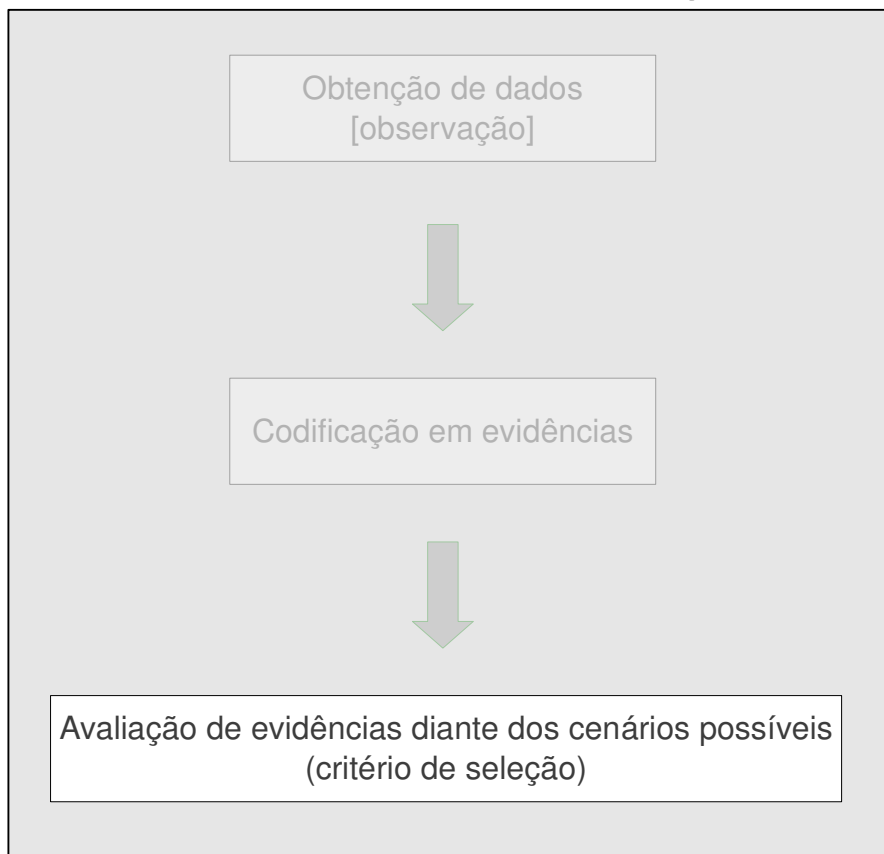 Obtenção de dados
[observação]
Codificação em evidências
Avaliação de evidências diante dos cenários possíveis
(critério de seleção)